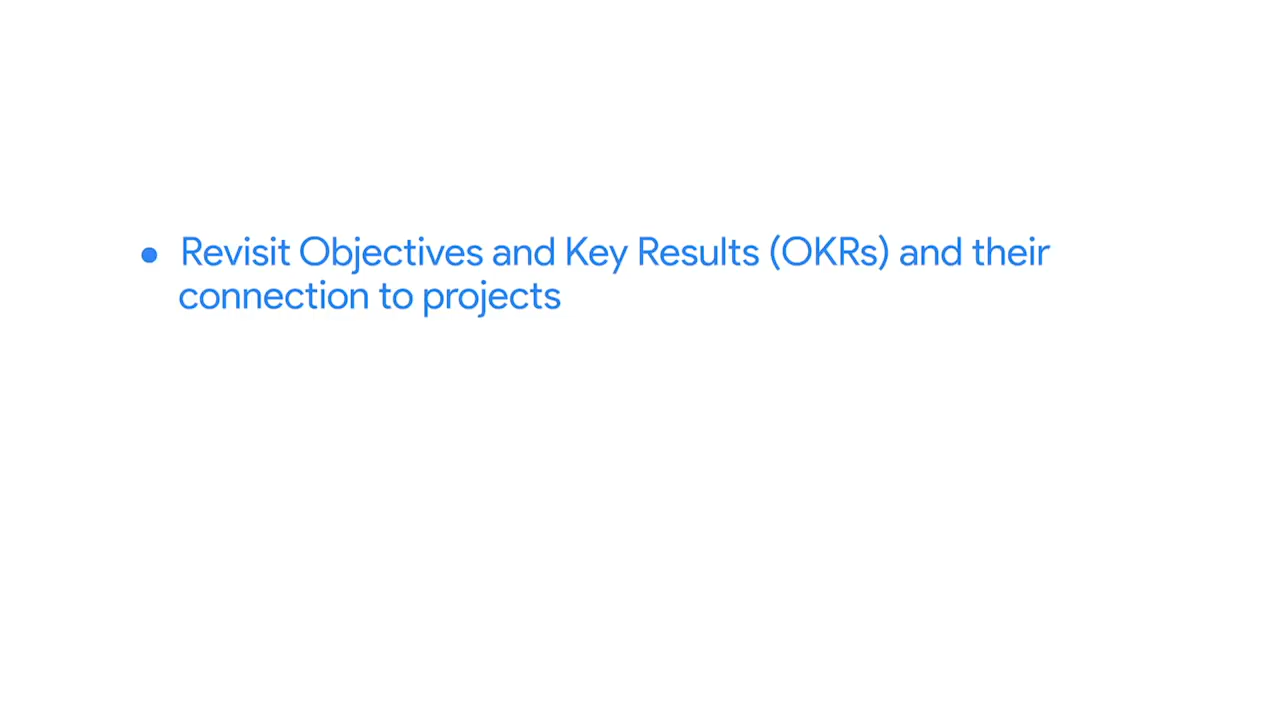 • Revisit Objectives and Key Results (OKRs) and their
connection to projects